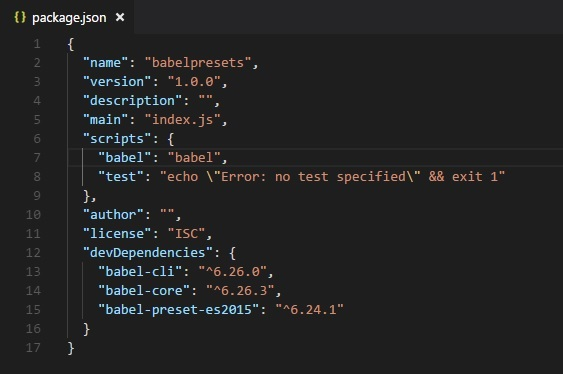 {} package.json ×
1 {
2 "name": "babelpresets",
3 "version": "1.0.0",
4 "description": "",
5 "main": "index.js",
6 "scripts": {
7 "babel": "babel",
8 "test": "echo \"Error: no test specified\" && exit 1"
9 },
10 "author": "",
11 "license": "ISC",
12 "devDependencies": {
13 "babel-cli": "^6.26.0",
14 "babel-core": "^6.26.3",
15 "babel-preset-es2015": "^6.24.1"
16 }
17 }